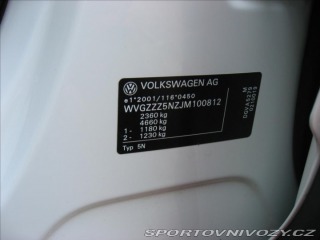 VOLKSWAGEN AG
e1*2001/116*0450
WVGZZZ5NZJM100812
2360 kg
4660 kg
1- 1180 kg
2- 1230 kg
Typ 5N
SPORTOVNIVOZY.CZ